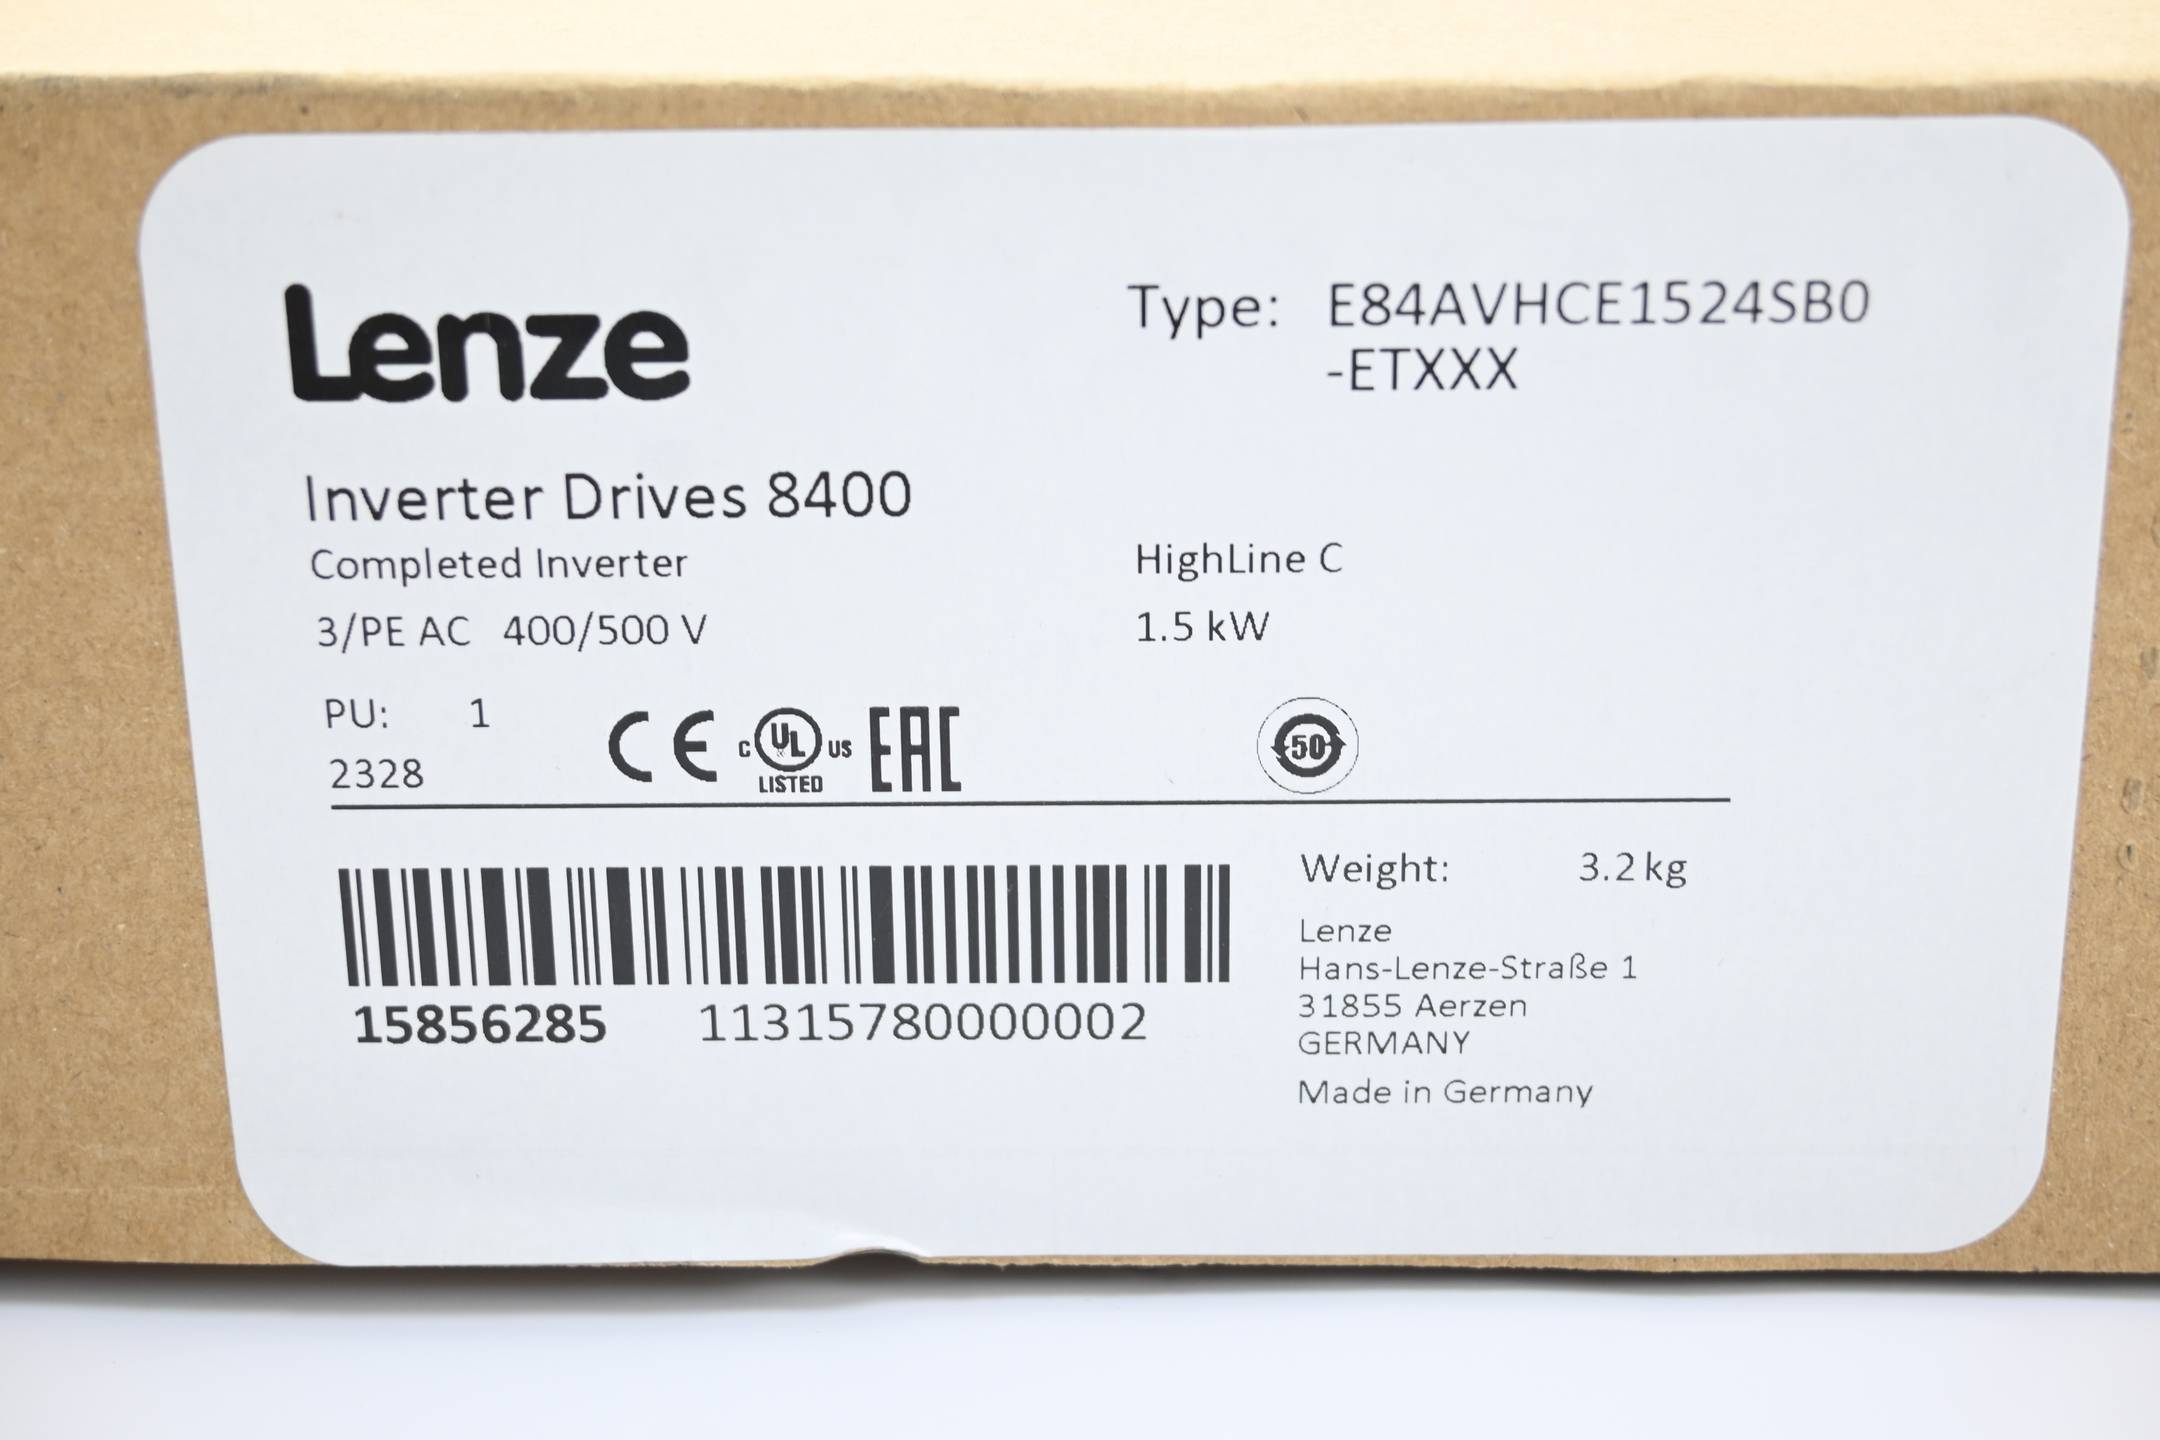 Lenze
Type: E84AVHCE1524SB0
-ETXXX
Inverter Drives 8400
Completed Inverter
HighLine C
3/PE AC 400/500 V
1.5 kW
PU: 1
2328
CE
C UL US
LISTED
EAC
50
15856285 11315780000002
Weight: 3.2 kg
Lenze
Hans-Lenze-Straße 1
31855 Aerzen
GERMANY
Made in Germany